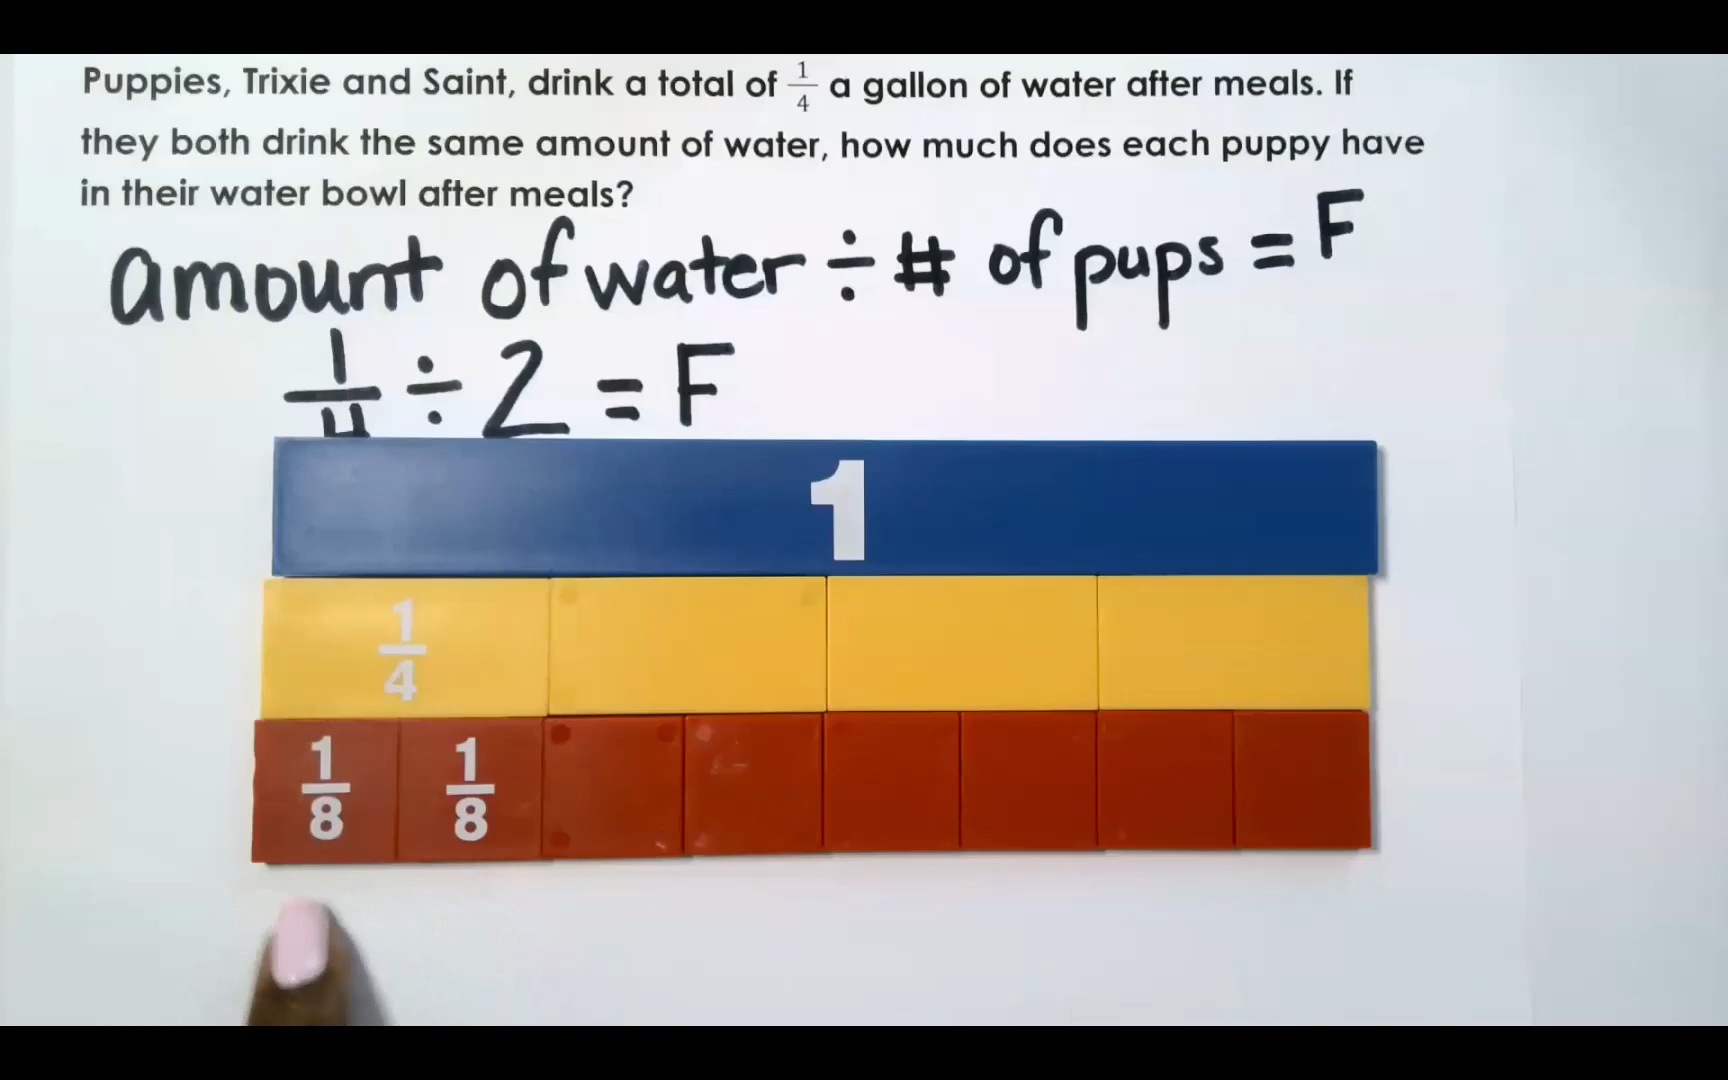 Puppies, Trixie and Saint, drink a total of 1/4 a gallon of water after meals. If
they both drink the same amount of water, how much does each puppy have
in their water bowl after meals?
amount of water ÷ # of pups = F
1/4 ÷ 2 = F
1
1/4
1/8 1/8